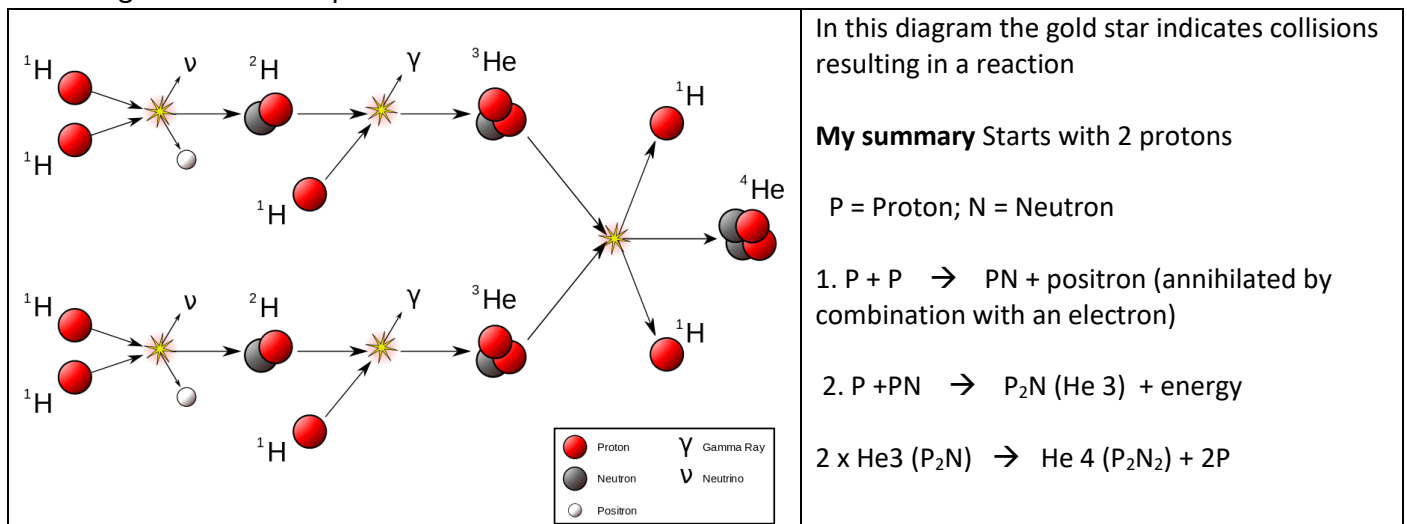 ¹H
ν
²H
γ
³He
¹H
¹H
¹H
⁴He
¹H
ν
²H
γ
³He
¹H
¹H
¹H
Proton
γ Gamma Ray
Neutron
ν Neutrino
Positron
In this diagram the gold star indicates collisions
resulting in a reaction
My summary Starts with 2 protons
P = Proton; N = Neutron
1. P + P → PN + positron (annihilated by
combination with an electron)
2. P +PN → P₂N (He 3) + energy
2 x He3 (P₂N) → He 4 (P₂N₂) + 2P